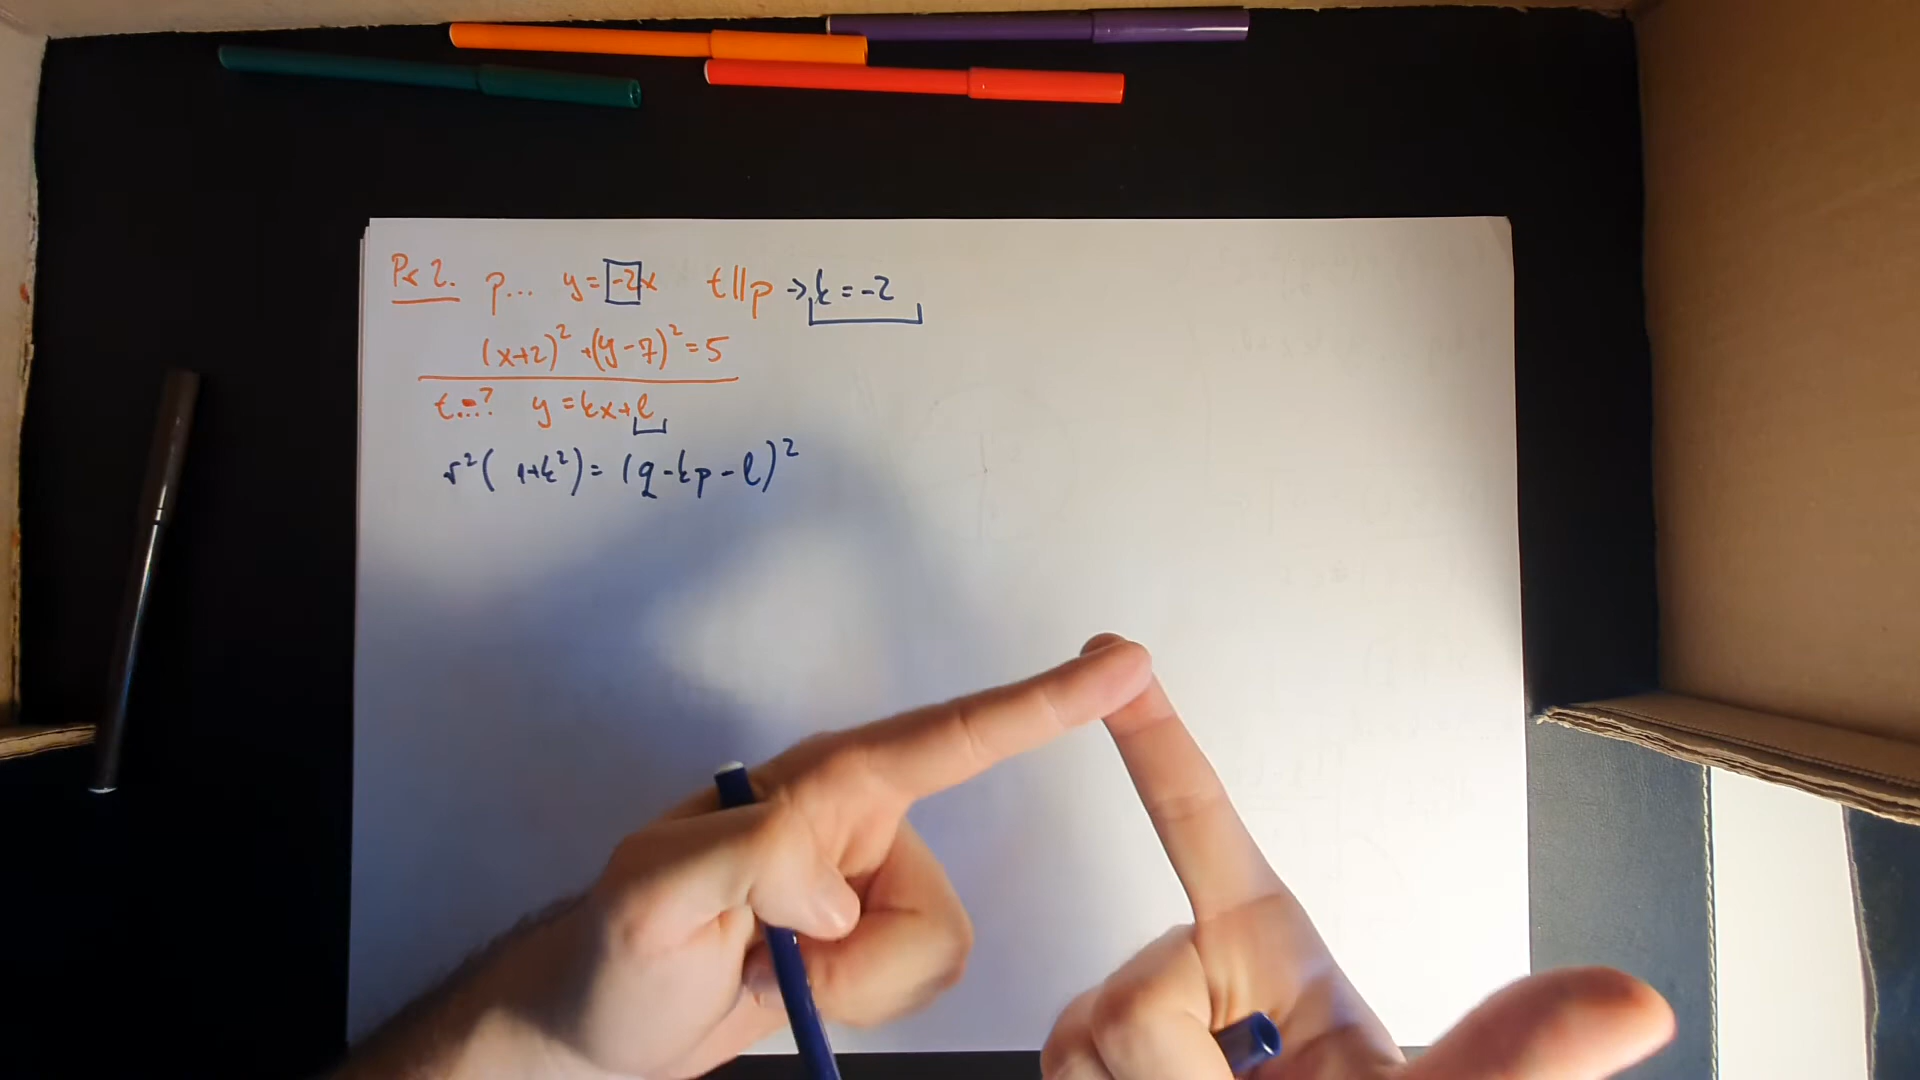 Pr 2. p... y = -2x t || p → k = -2
(x+2)² + (y-7)² = 5
t...? y = kx + l
r² (1+k²) = (q - kp - l)²